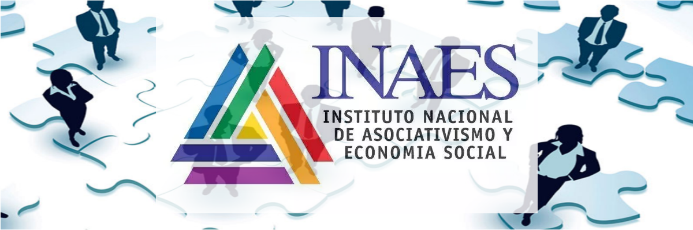 INAES
INSTITUTO NACIONAL
DE ASOCIATIVISMO Y
ECONOMIA SOCIAL